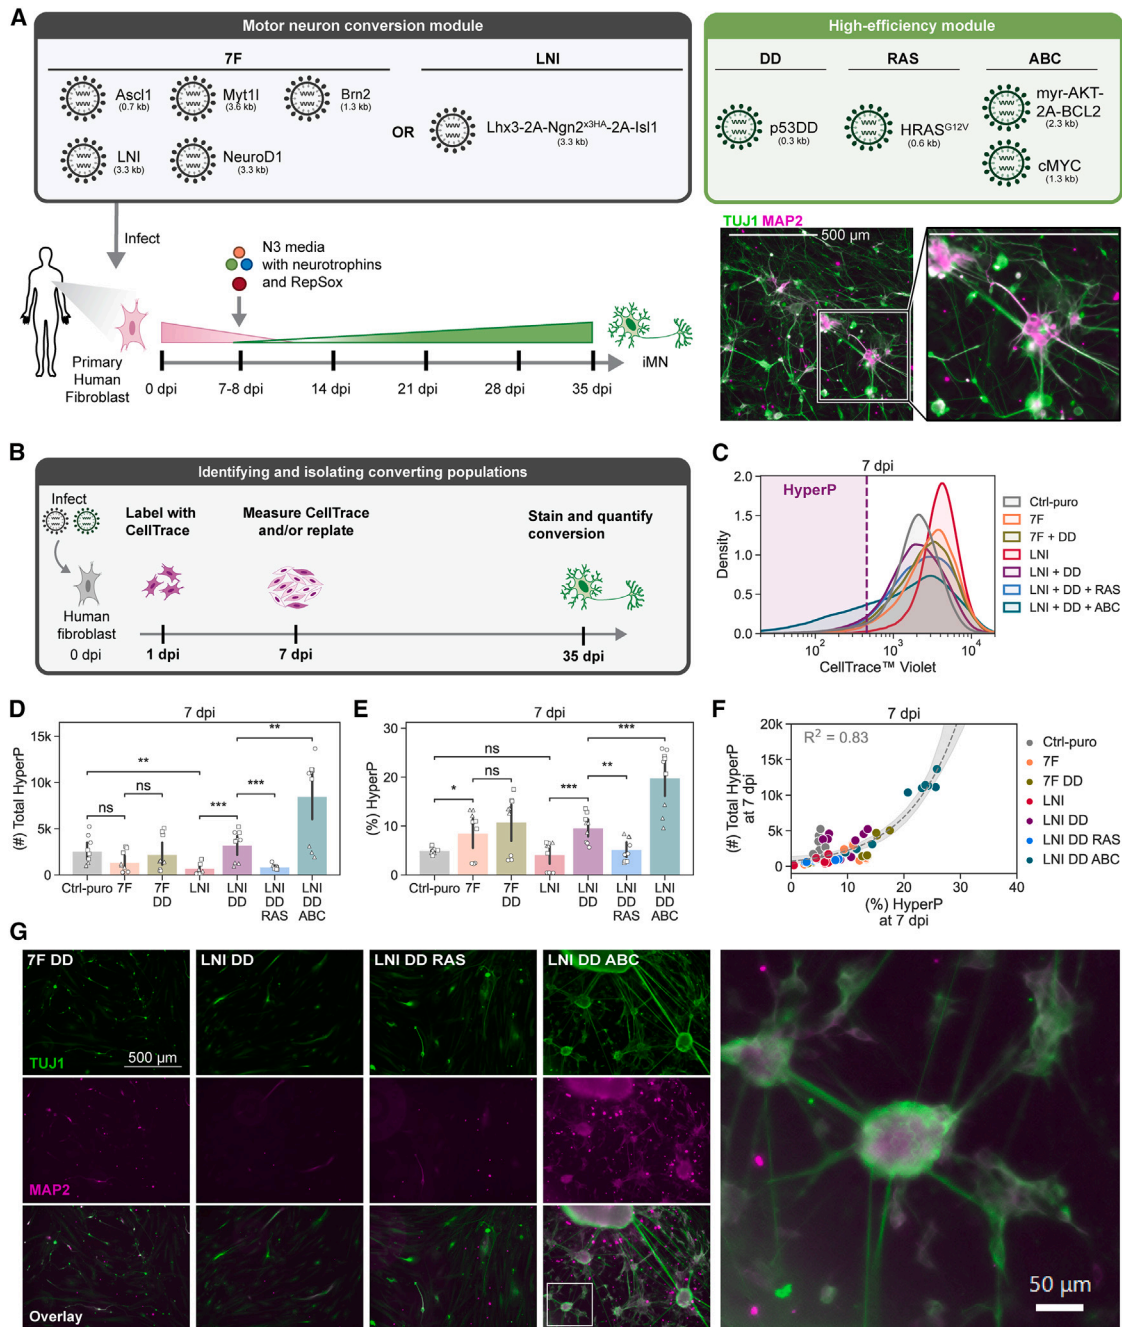 A
Motor neuron conversion module
7F
Ascl1
(0.7 kb)
Myt1l
(3.6 kb)
Brn2
(1.3 kb)
LNI
(3.3 kb)
NeuroD1
(3.3 kb)
OR
LNI
Lhx3-2A-Ngn2x3HA-2A-Isl1
(3.3 kb)
High-efficiency module
DD
p53DD
(0.3 kb)
RAS
HRASG12V
(0.6 kb)
ABC
myr-AKT-
2A-BCL2
(2.3 kb)
cMYC
(1.3 kb)
Infect
N3 media
with neurotrophins
and RepSox
Primary
Human
Fibroblast
0 dpi
7-8 dpi
14 dpi
21 dpi
28 dpi
35 dpi
iMN
TUJ1 MAP2
500 µm
B
Identifying and isolating converting populations
Infect
Human
fibroblast
0 dpi
Label with
CellTrace
1 dpi
Measure CellTrace
and/or replate
7 dpi
Stain and quantify
conversion
35 dpi
C
7 dpi
HyperP
Density
2.0
1.5
1.0
0.5
0.0
10²
10³
10⁴
CellTrace™ Violet
Ctrl-puro
7F
7F + DD
LNI
LNI + DD
LNI + DD + RAS
LNI + DD + ABC
D
7 dpi
(#) Total HyperP
15k
10k
5k
0
ns
**
ns
***
**
***
Ctrl-puro
7F
7F
DD
LNI
LNI
DD
LNI
DD
RAS
LNI
DD
ABC
E
7 dpi
(%) HyperP
30
20
10
0
ns
*
ns
***
***
**
Ctrl-puro
7F
7F
DD
LNI
LNI
DD
LNI
DD
RAS
LNI
DD
ABC
F
7 dpi
R² = 0.83
(#) Total HyperP
at 7 dpi
20k
15k
10k
5k
0
0
10
20
30
40
(%) HyperP
at 7 dpi
Ctrl-puro
7F
7F DD
LNI
LNI DD
LNI DD RAS
LNI DD ABC
G
7F DD
LNI DD
LNI DD RAS
LNI DD ABC
TUJ1
500 µm
MAP2
Overlay
50 µm